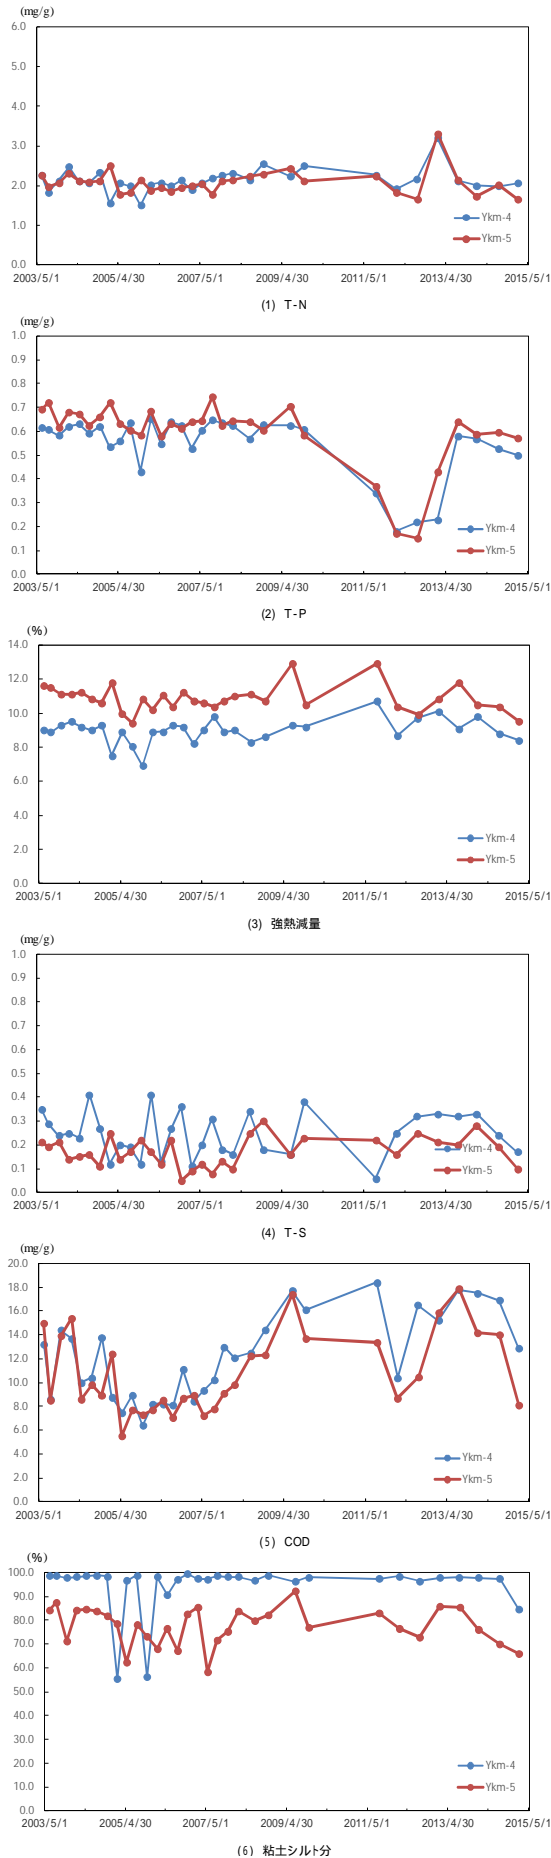 (mg/g)
6.0
5.0
4.0
3.0
2.0
1.0
0.0
Ykm-4
Ykm-5
2003/5/1 2005/4/30 2007/5/1 2009/4/30 2011/5/1 2013/4/30 2015/5/1
(1) T-N
(mg/g)
1.0
0.9
0.8
0.7
0.6
0.5
0.4
0.3
0.2
0.1
0.0
Ykm-4
Ykm-5
2003/5/1 2005/4/30 2007/5/1 2009/4/30 2011/5/1 2013/4/30 2015/5/1
(2) T-P
(%)
14.0
12.0
10.0
8.0
6.0
4.0
2.0
0.0
Ykm-4
Ykm-5
2003/5/1 2005/4/30 2007/5/1 2009/4/30 2011/5/1 2013/4/30 2015/5/1
(3) 強熱減量
(mg/g)
1.0
0.9
0.8
0.7
0.6
0.5
0.4
0.3
0.2
0.1
0.0
Ykm-4
Ykm-5
2003/5/1 2005/4/30 2007/5/1 2009/4/30 2011/5/1 2013/4/30 2015/5/1
(4) T-S
(mg/g)
20.0
18.0
16.0
14.0
12.0
10.0
8.0
6.0
4.0
2.0
0.0
Ykm-4
Ykm-5
2003/5/1 2005/4/30 2007/5/1 2009/4/30 2011/5/1 2013/4/30 2015/5/1
(5) COD
(%)
100.0
90.0
80.0
70.0
60.0
50.0
40.0
30.0
20.0
10.0
0.0
Ykm-4
Ykm-5
2003/5/1 2005/4/30 2007/5/1 2009/4/30 2011/5/1 2013/4/30 2015/5/1
(6) 粘土シルト分